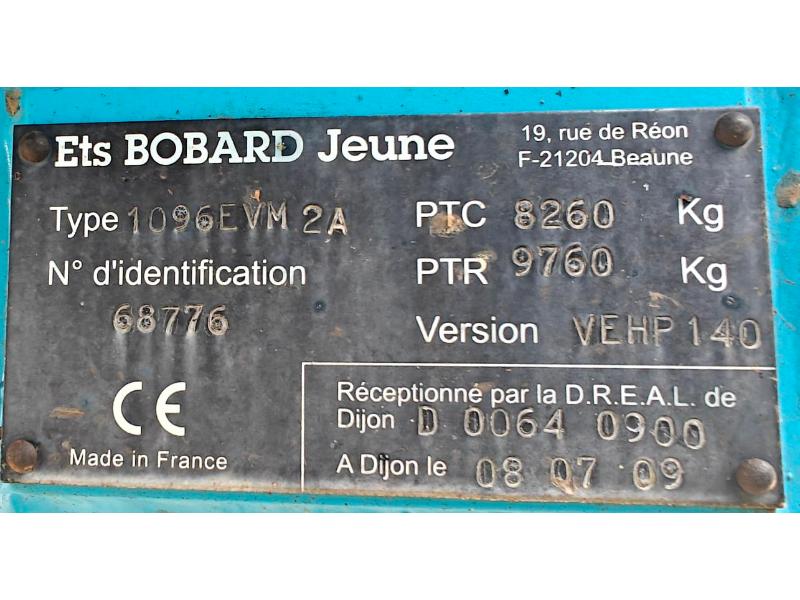 Ets BOBARD Jeune
19, rue de Réon
F-21204 Beaune
Type 1096EVM 2A
PTC 8260 Kg
N° d'identification
PTR 9760 Kg
68776
Version VEHP 140
CE
Made in France
Réceptionné par la D.R.E.A.L. de
Dijon D 0064 0900
A Dijon le 08 07 09